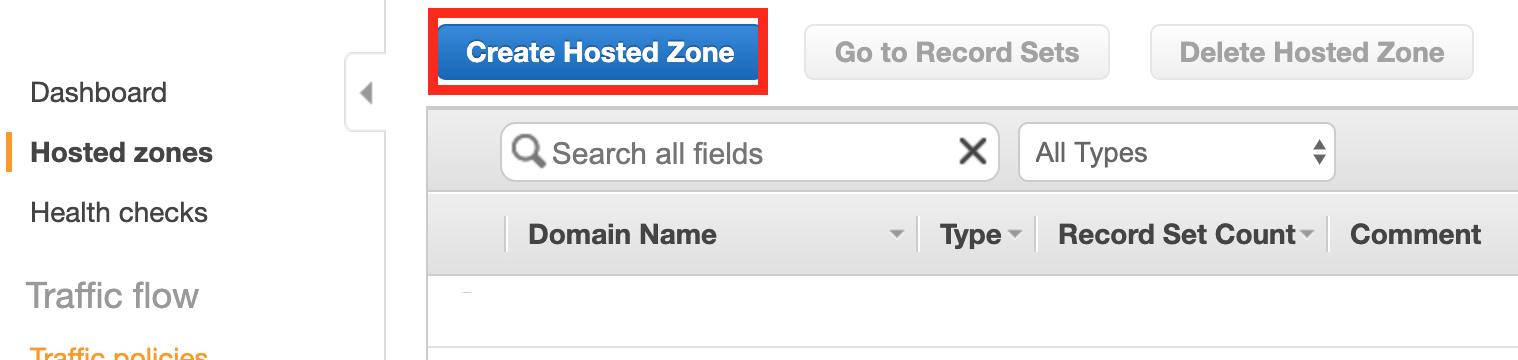 Create Hosted Zone
Go to Record Sets
Delete Hosted Zone
Dashboard
Hosted zones
Health checks
Traffic flow
Traffic policies
Search all fields
All Types
Domain Name
Type
Record Set Count
Comment